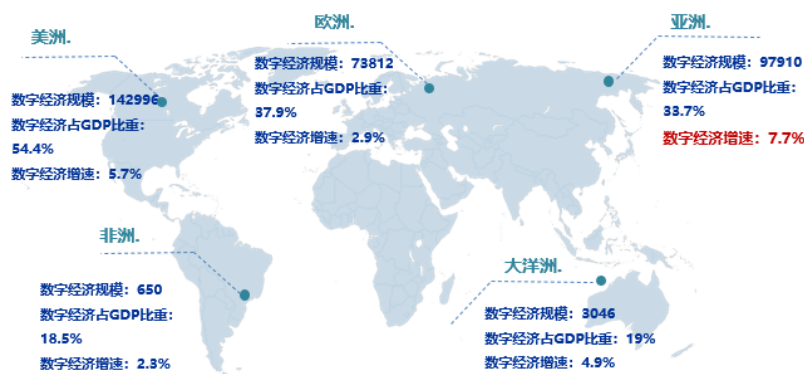 美洲.
数字经济规模：142996
数字经济占GDP比重：
54.4%
数字经济增速：5.7%
欧洲.
数字经济规模：73812
数字经济占GDP比重：
37.9%
数字经济增速：2.9%
亚洲.
数字经济规模：97910
数字经济占GDP比重：
33.7%
数字经济增速：7.7%
非洲.
数字经济规模：650
数字经济占GDP比重：
18.5%
数字经济增速：2.3%
大洋洲.
数字经济规模：3046
数字经济占GDP比重：19%
数字经济增速：4.9%